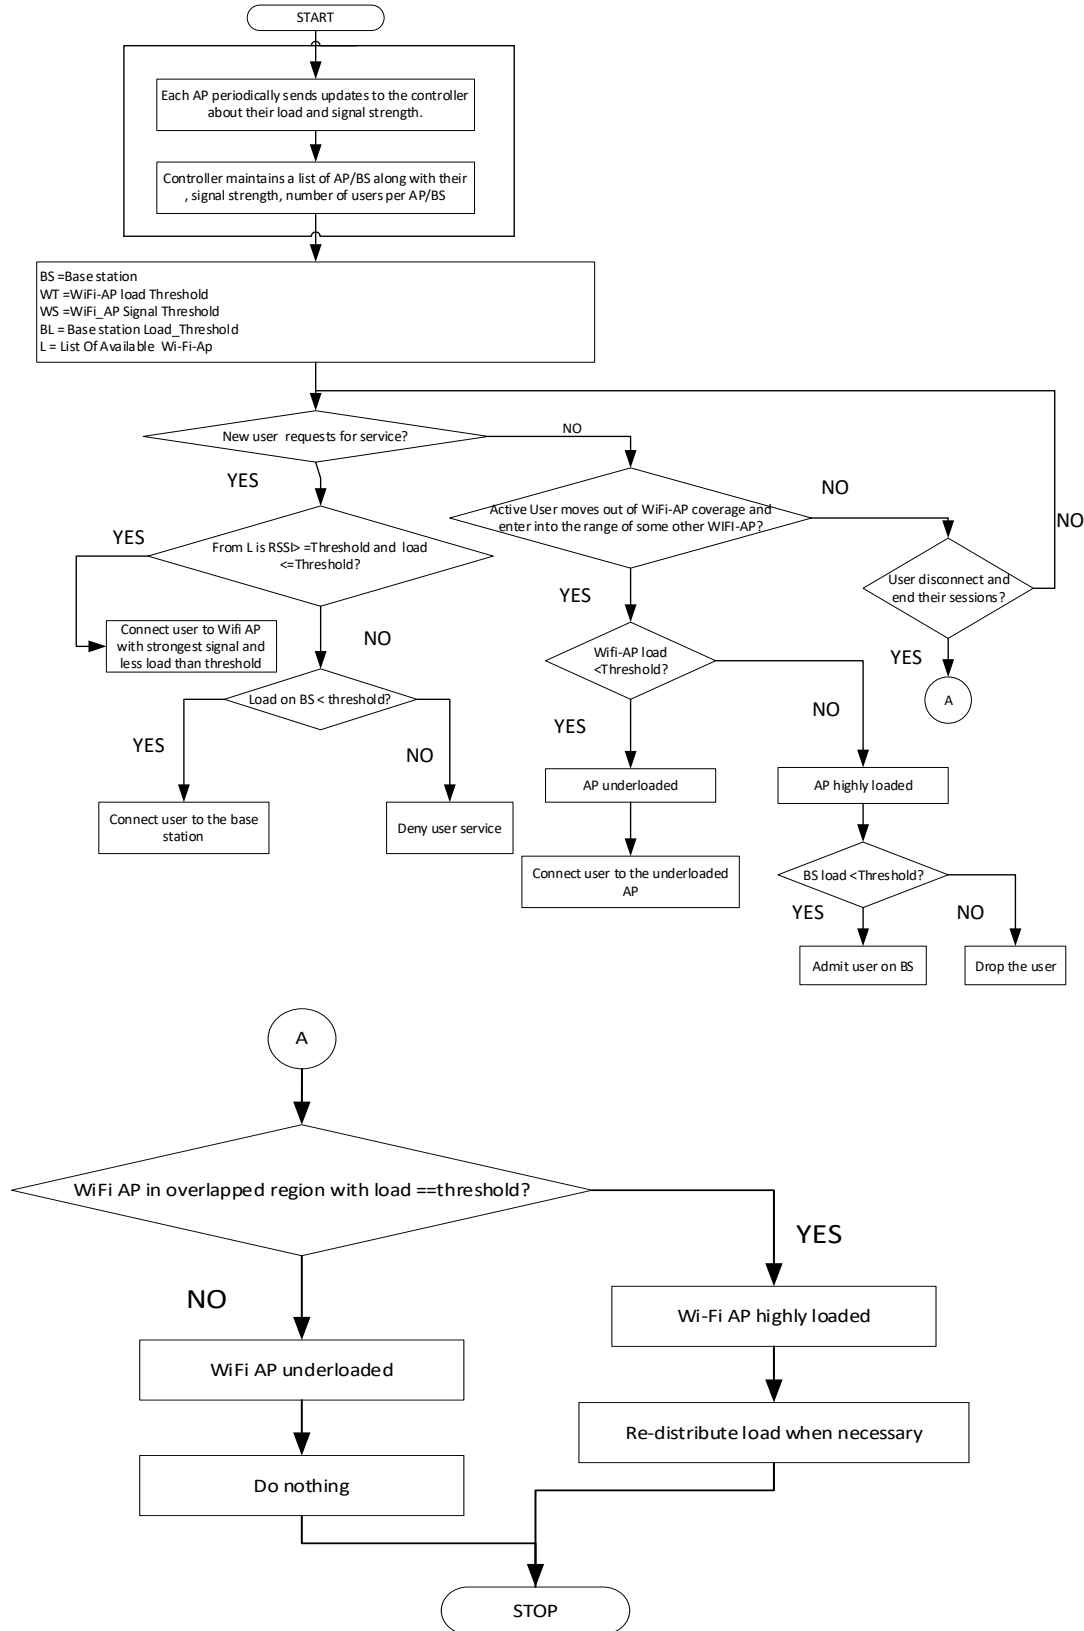 START
Each AP periodically sends updates to the controller
about their load and signal strength.
Controller maintains a list of AP/BS along with their
, signal strength, number of users per AP/BS
BS =Base station
WT =WiFi-AP load Threshold
WS =WiFi_AP Signal Threshold
BL = Base station Load_Threshold
L = List Of Available Wi-Fi-Ap
New user requests for service?
NO
YES
Active User moves out of WiFi-AP coverage and
enter into the range of some other WIFI-AP?
NO
NO
YES
From L is RSSI> =Threshold and load
<=Threshold?
User disconnect and
end their sessions?
YES
Connect user to Wifi AP
with strongest signal and
less load than threshold
NO
Wifi-AP load
<Threshold?
YES
A
Load on BS < threshold?
YES
NO
YES
NO
AP underloaded
AP highly loaded
Connect user to the base
station
Deny user service
Connect user to the underloaded
AP
BS load <Threshold?
YES
NO
Admit user on BS
Drop the user
A
WiFi AP in overlapped region with load ==threshold?
YES
NO
Wi-Fi AP highly loaded
WiFi AP underloaded
Re-distribute load when necessary
Do nothing
STOP